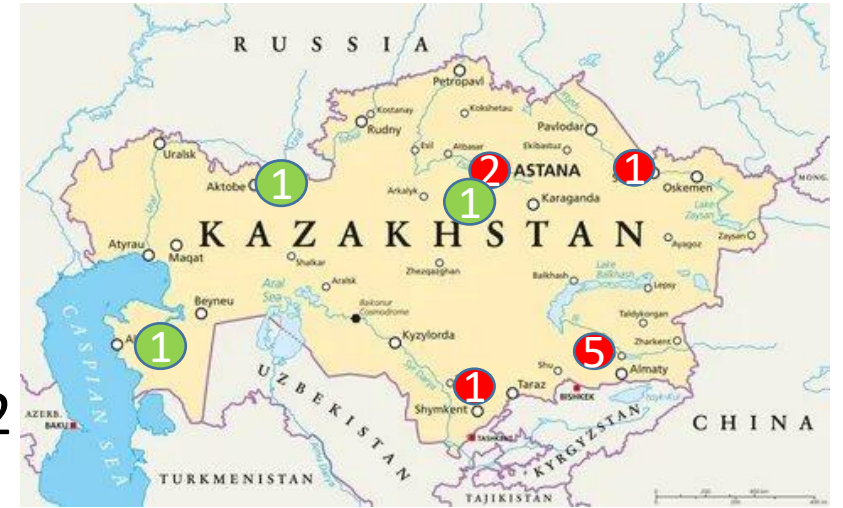 RUSSIA
Petropavl
Kostanay
Kokshetau
Rudny
Pavlodar
Uralsk
Esil
Atbasar
Ekibastuz
2
ASTANA
1
Aktobe
1
Arkalyk
1
Oskemen
MONG.
Karaganda
Lake
Zaysan
KAZAKHSTAN
Atyrau
Maqat
Ayagoz
Zaysan
Shalkar
Zhezqazghan
Lake
Balkhash
Balkhash
Aral
Sea
Aralsk
Lepsy
Beyneu
Baikonur
Cosmodrome
Taldykorgan
CASPIAN SEA
1
Kyzylorda
Zharkent
5
Shu
Almaty
1
Taraz
Shymkent
BISHKEK
UZBEKISTAN
2
AZERB.
BAKU
TASHKENT
KYRGYZSTAN
CHINA
TURKMENISTAN
TAJIKISTAN